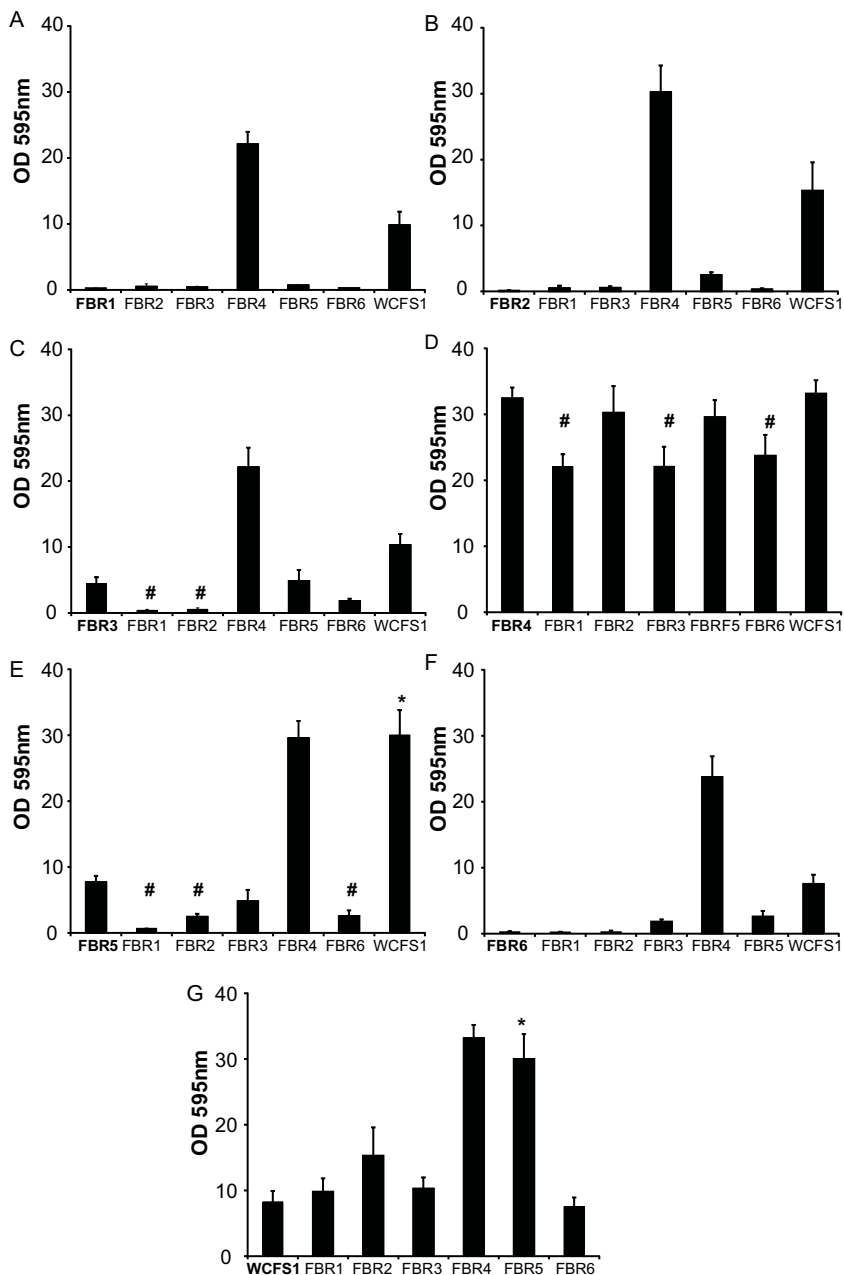 A
40
30
20
10
0
OD 595nm
FBR1 FBR2 FBR3 FBR4 FBR5 FBR6 WCFS1
B
40
30
20
10
0
OD 595nm
FBR2 FBR1 FBR3 FBR4 FBR5 FBR6 WCFS1
C
40
30
20
10
0
OD 595nm
# #
FBR3 FBR1 FBR2 FBR4 FBR5 FBR6 WCFS1
D
40
30
20
10
0
OD 595nm
# # #
FBR4 FBR1 FBR2 FBR3 FBRF5 FBR6 WCFS1
E
40
30
20
10
0
OD 595nm
# # # *
FBR5 FBR1 FBR2 FBR3 FBR4 FBR6 WCFS1
F
40
30
20
10
0
OD 595nm
FBR6 FBR1 FBR2 FBR3 FBR4 FBR5 WCFS1
G
40
30
20
10
0
OD 595nm
*
WCFS1 FBR1 FBR2 FBR3 FBR4 FBR5 FBR6